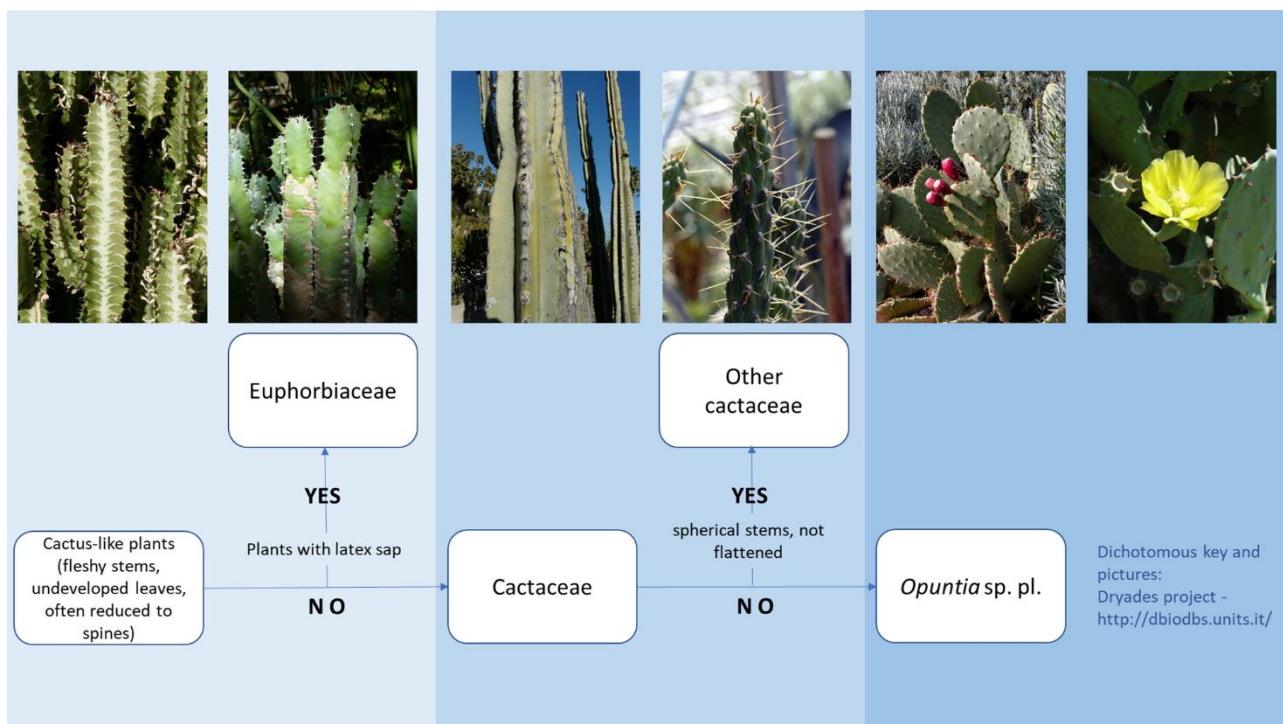 Euphorbiaceae
Other
cactaceae
YES
YES
Cactus-like plants
(fleshy stems,
undeveloped leaves,
often reduced to
spines)
Plants with latex sap
N O
Cactaceae
spherical stems, not
flattened
N O
Opuntia sp. pl.
Dichotomous key and
pictures:
Dryades project -
http://dbiodbs.units.it/